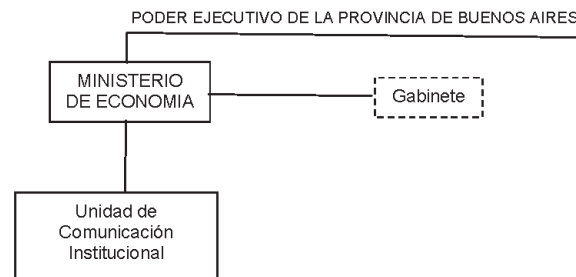 PODER EJECUTIVO DE LA PROVINCIA DE BUENOS AIRES
MINISTERIO
DE ECONOMIA
Gabinete
Unidad de
Comunicación
Institucional